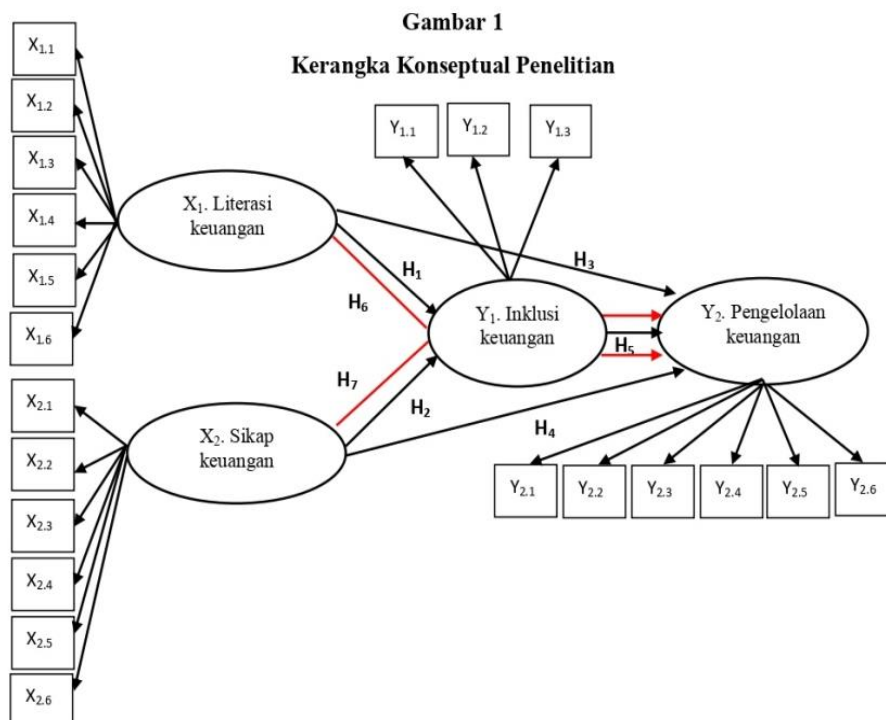 Gambar 1
Kerangka Konseptual Penelitian
X1.1
X1.2
X1.3
X1.4
X1.5
X1.6
X1. Literasi
keuangan
Y1.1
Y1.2
Y1.3
H1
H6
H3
Y1. Inklusi
keuangan
H5
Y2. Pengelolaan
keuangan
H7
H2
H4
X2.1
X2.2
X2.3
X2.4
X2.5
X2.6
X2. Sikap
keuangan
Y2.1
Y2.2
Y2.3
Y2.4
Y2.5
Y2.6